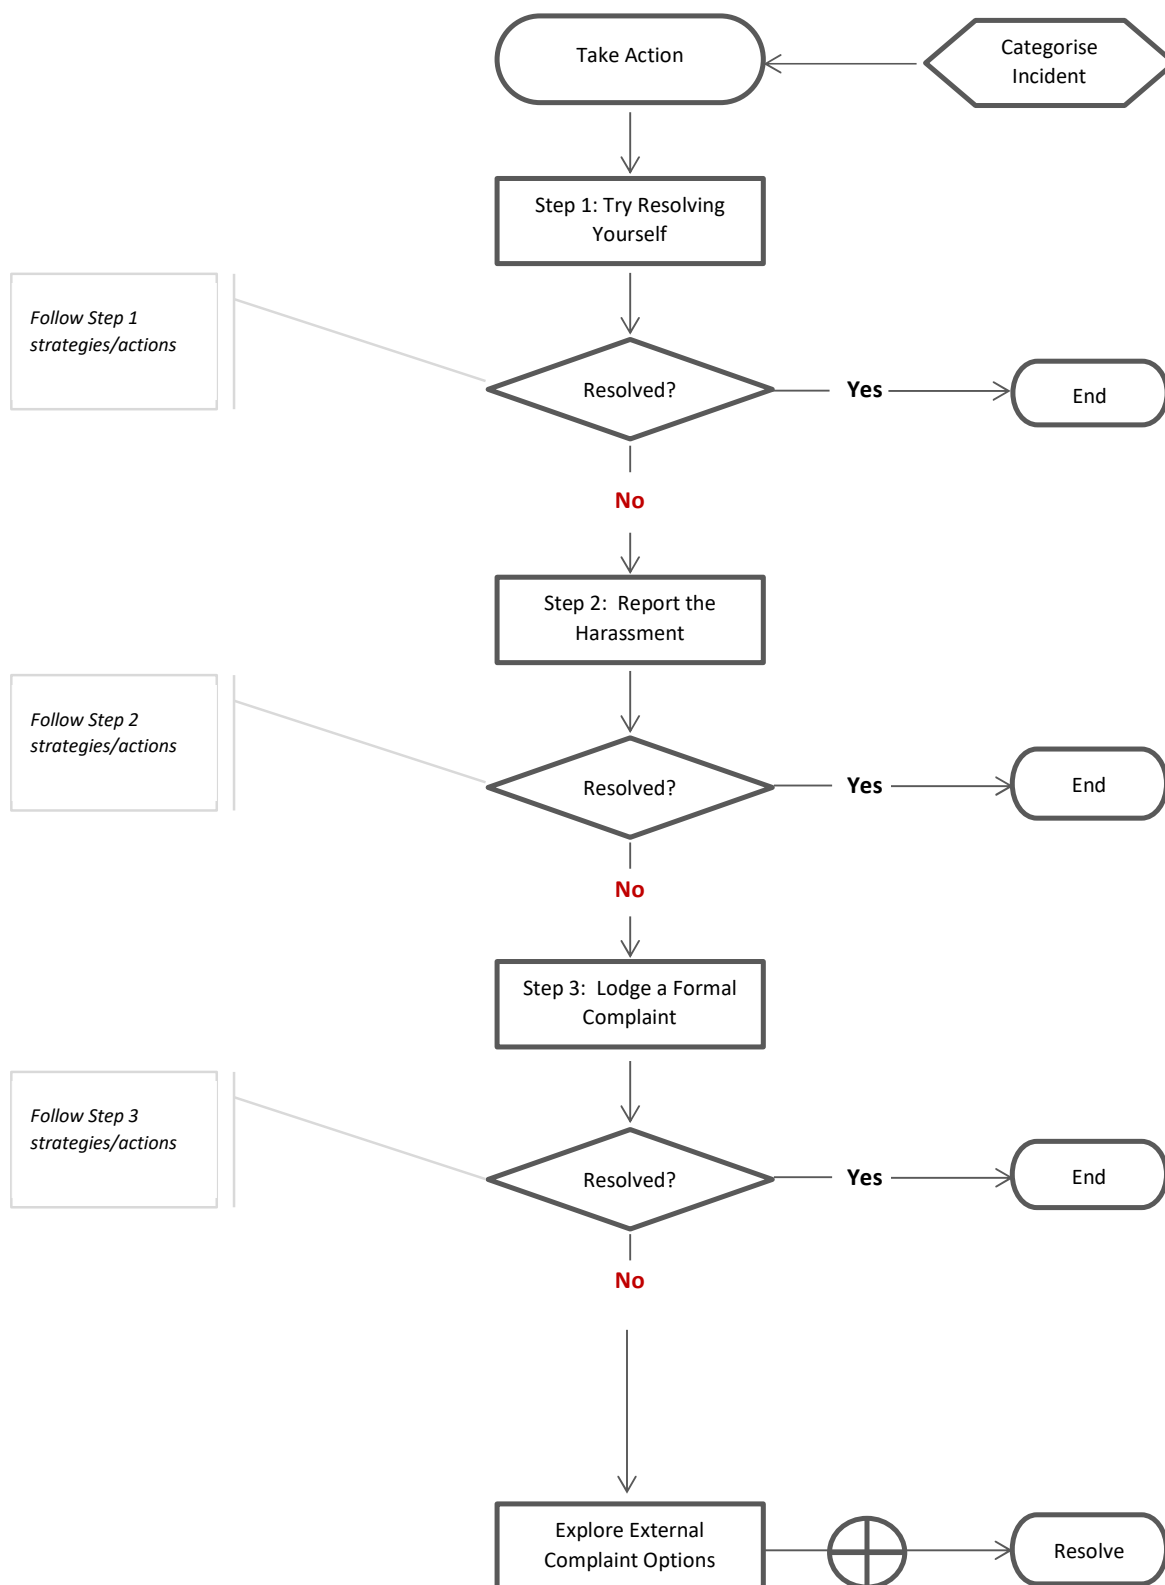 Take Action
Categorise
Incident
Step 1: Try Resolving
Yourself
Follow Step 1
strategies/actions
Resolved?
Yes
End
No
Step 2:  Report the
Harassment
Follow Step 2
strategies/actions
Resolved?
Yes
End
No
Step 3:  Lodge a Formal
Complaint
Follow Step 3
strategies/actions
Resolved?
Yes
End
No
Explore External
Complaint Options
Resolve